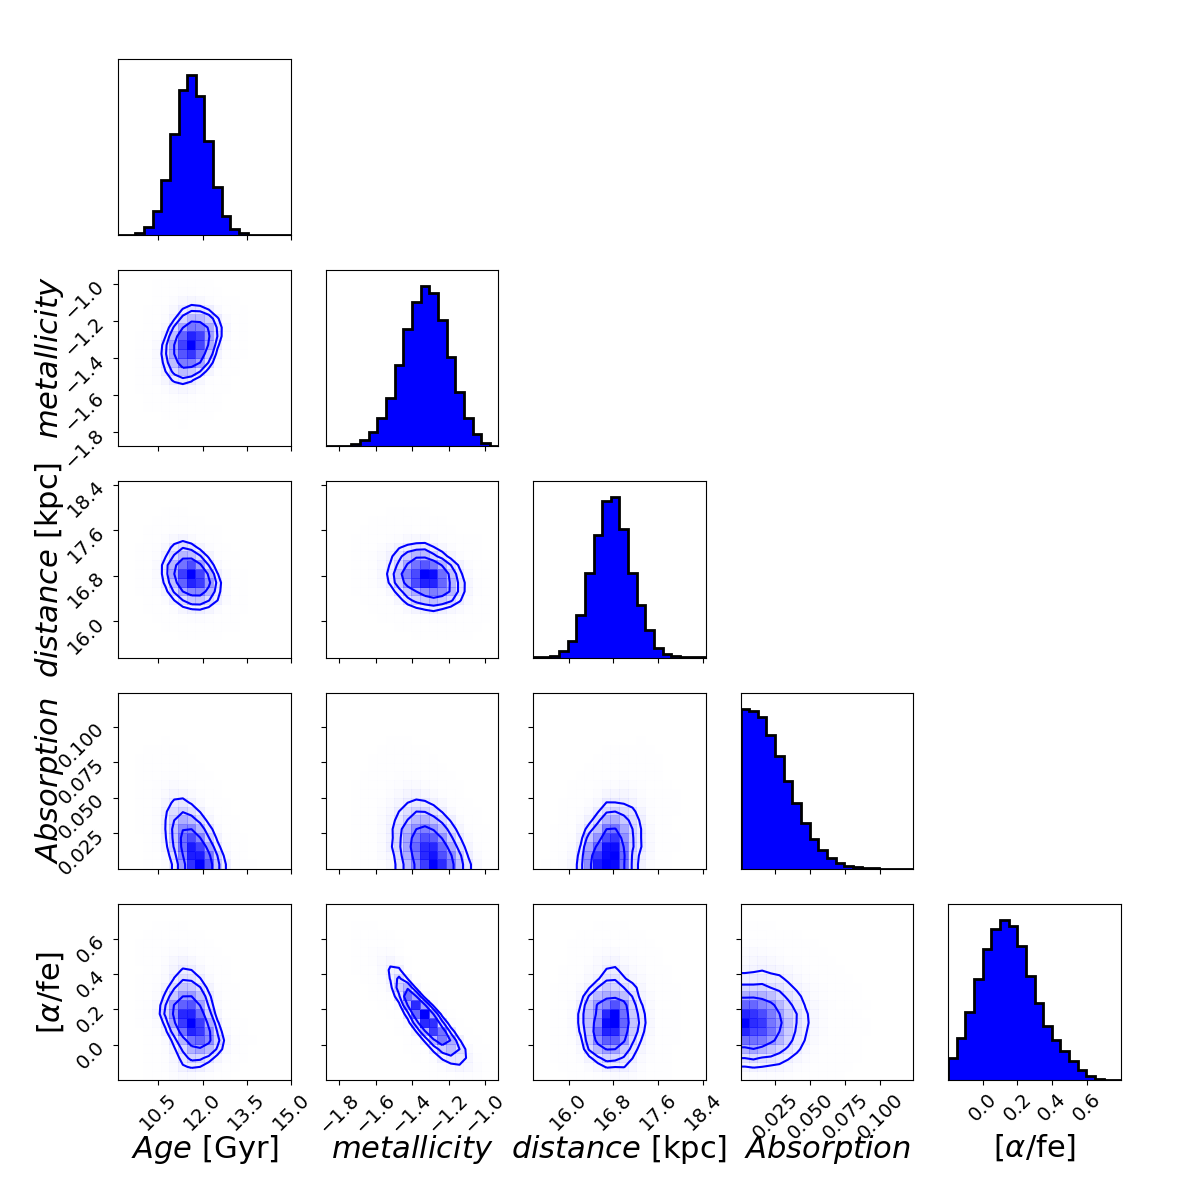 metallicity
−1.0
−1.2
−1.4
−1.6
−1.8
distance [kpc]
18.4
17.6
16.8
16.0
Absorption
0.100
0.075
0.050
0.025
[α/fe]
0.6
0.4
0.2
0.0
10.5 12.0 13.5 15.0
−1.8 −1.6 −1.4 −1.2 −1.0
16.0 16.8 17.6 18.4
0.025 0.050 0.075 0.100
0.0 0.2 0.4 0.6
Age [Gyr]
metallicity
distance [kpc]
Absorption
[α/fe]